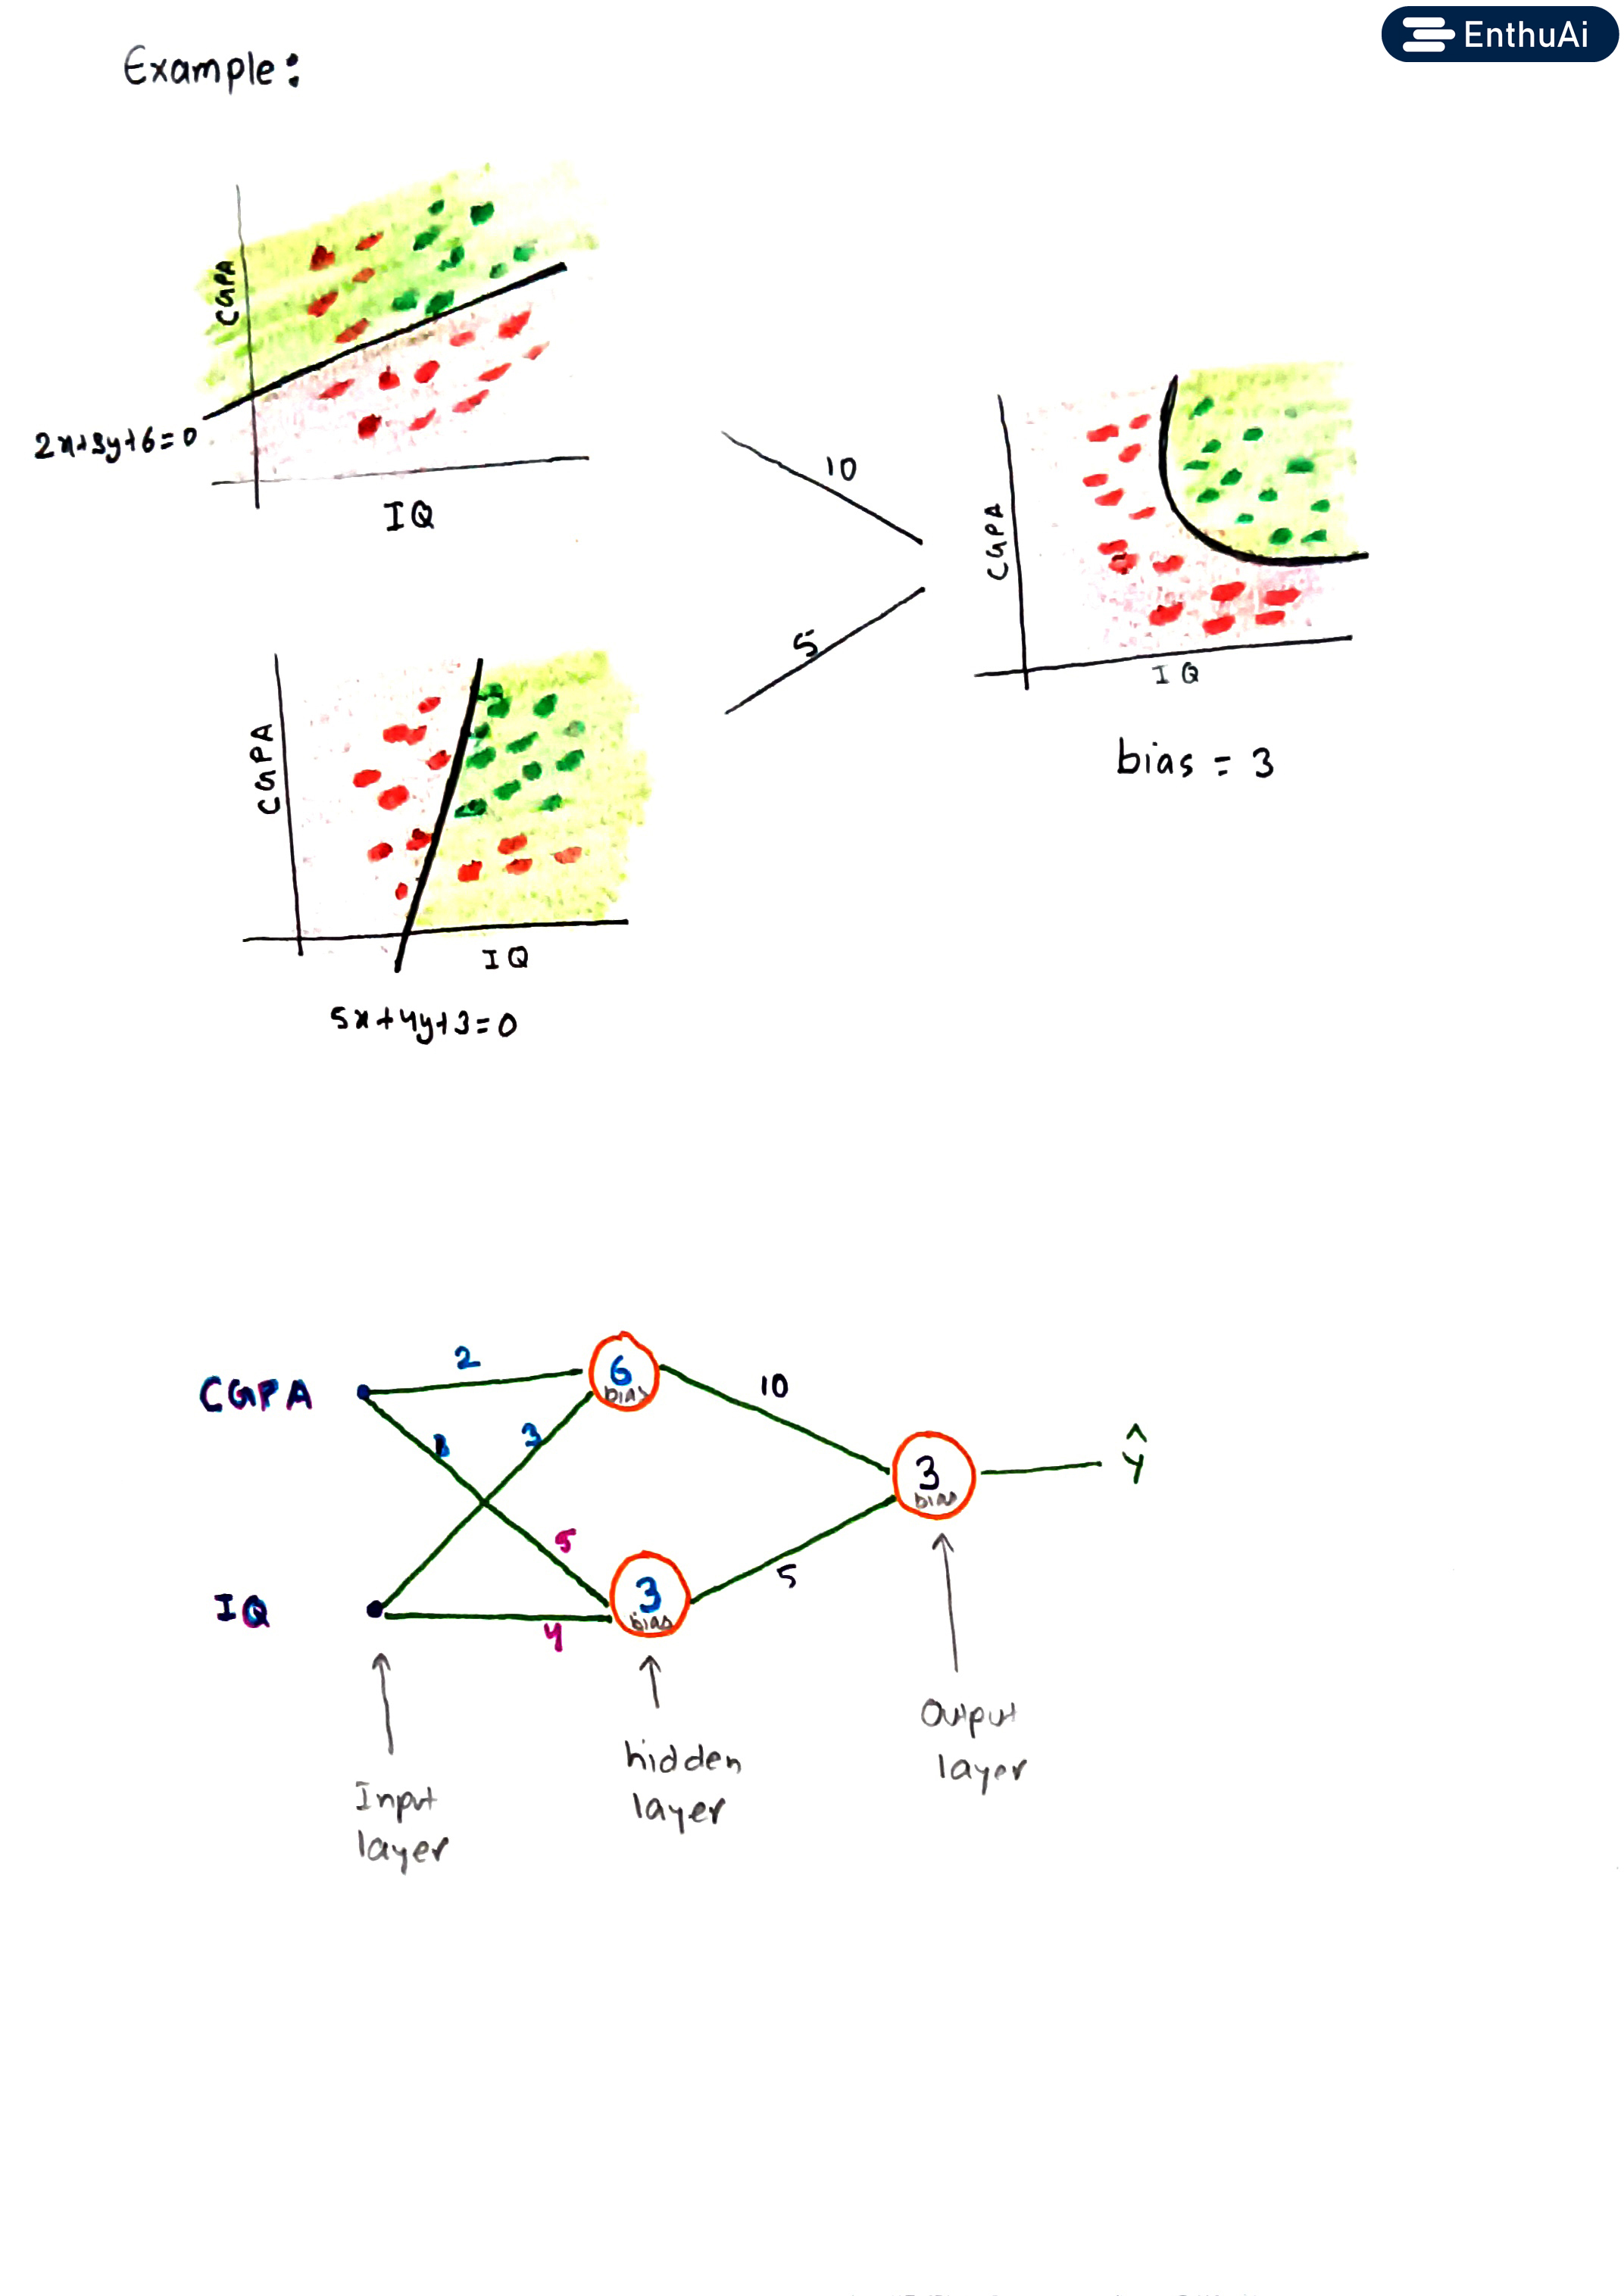 EnthuAi
Example:
CGPA
2x+3y+6=0
IQ
10
CGPA
IQ
bias = 3
5
CGPA
IQ
5x+4y+3=0
CGPA
2
6
bias
10
3
3
bias
ŷ
5
IQ
4
3
bias
5
Input
layer
hidden
layer
Output
layer